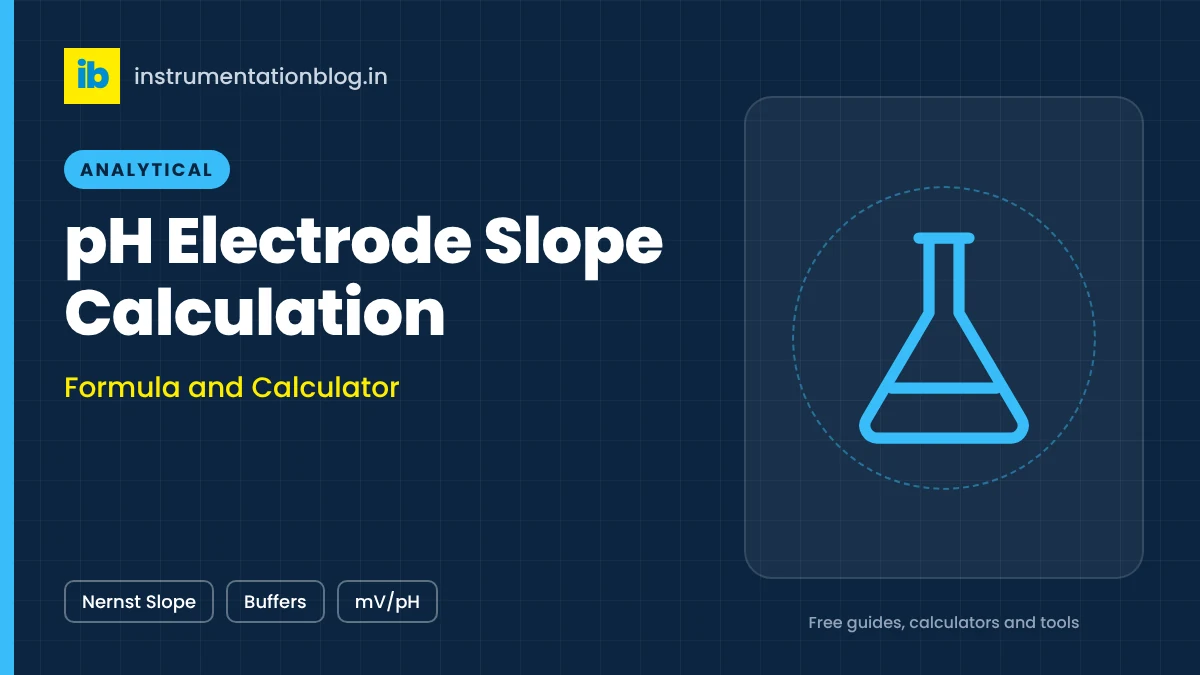 ib
instrumentationblog.in
ANALYTICAL
pH Electrode Slope
Calculation
Formula and Calculator
Nernst Slope
Buffers
mV/pH
Free guides, calculators and tools